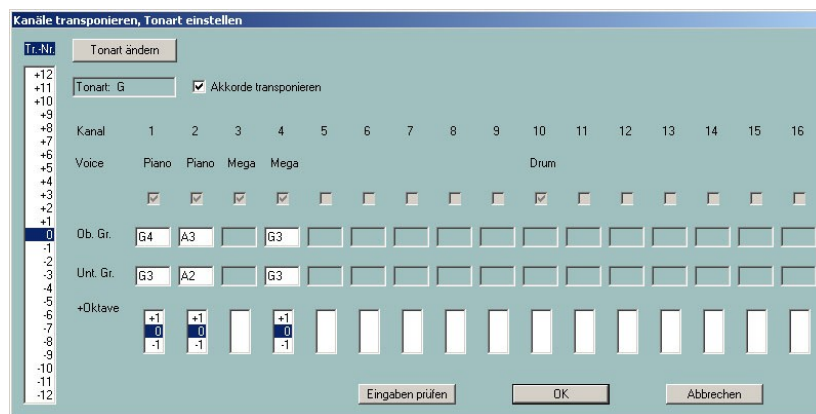 Kanäle transponieren, Tonart einstellen
Tr.-Nr. Tonart ändern
+12
+11 Tonart: G Akkorde transponieren
+10
+9
+8 Kanal 1 2 3 4 5 6 7 8 9 10 11 12 13 14 15 16
+7
+6
+5 Voice Piano Piano Mega Mega Drum
+4
+3
+2
+1
0 Ob. Gr. G4 A3 G3
-1
-2
-3 Unt. Gr. G3 A2 G3
-4
-5
-6 +Oktave +1 +1 +1
-7 0 0 0
-8 -1 -1 -1
-9
-10
-11
-12 Eingaben prüfen OK Abbrechen